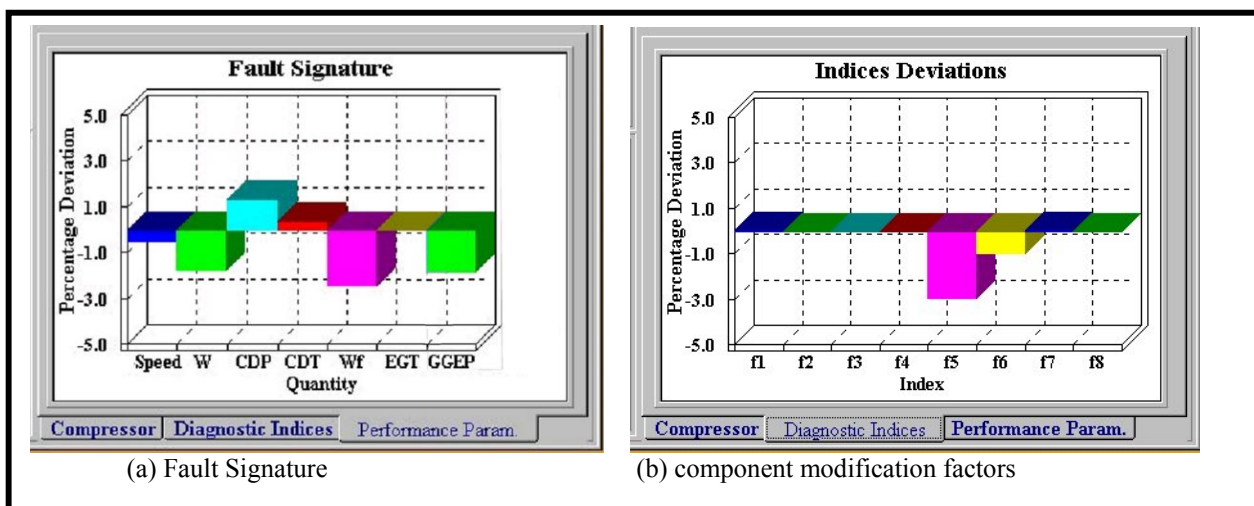 Fault Signature
5.0
3.0
1.0
-1.0
-3.0
-5.0
Percentage Deviation
Speed W CDP CDT Wf EGT GGEP
Quantity
Compressor Diagnostic Indices Performance Param.
(a) Fault Signature
Indices Deviations
5.0
3.0
1.0
-1.0
-3.0
-5.0
Percentage Deviation
f1 f2 f3 f4 f5 f6 f7 f8
Index
Compressor Diagnostic Indices Performance Param.
(b) component modification factors